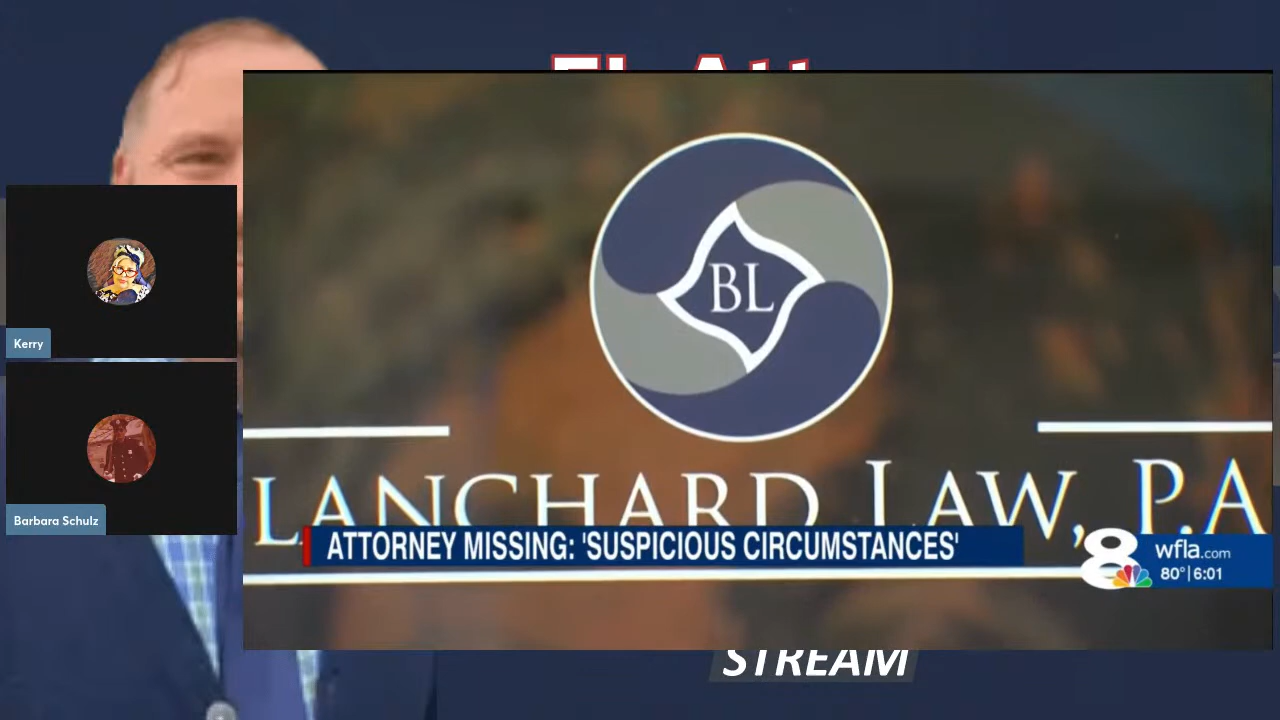 BL
LANCHARD LAW, P.A
ATTORNEY MISSING: 'SUSPICIOUS CIRCUMSTANCES'
8
wfla.com
80° | 6:01
Kerry
Barbara Schulz
STREAM